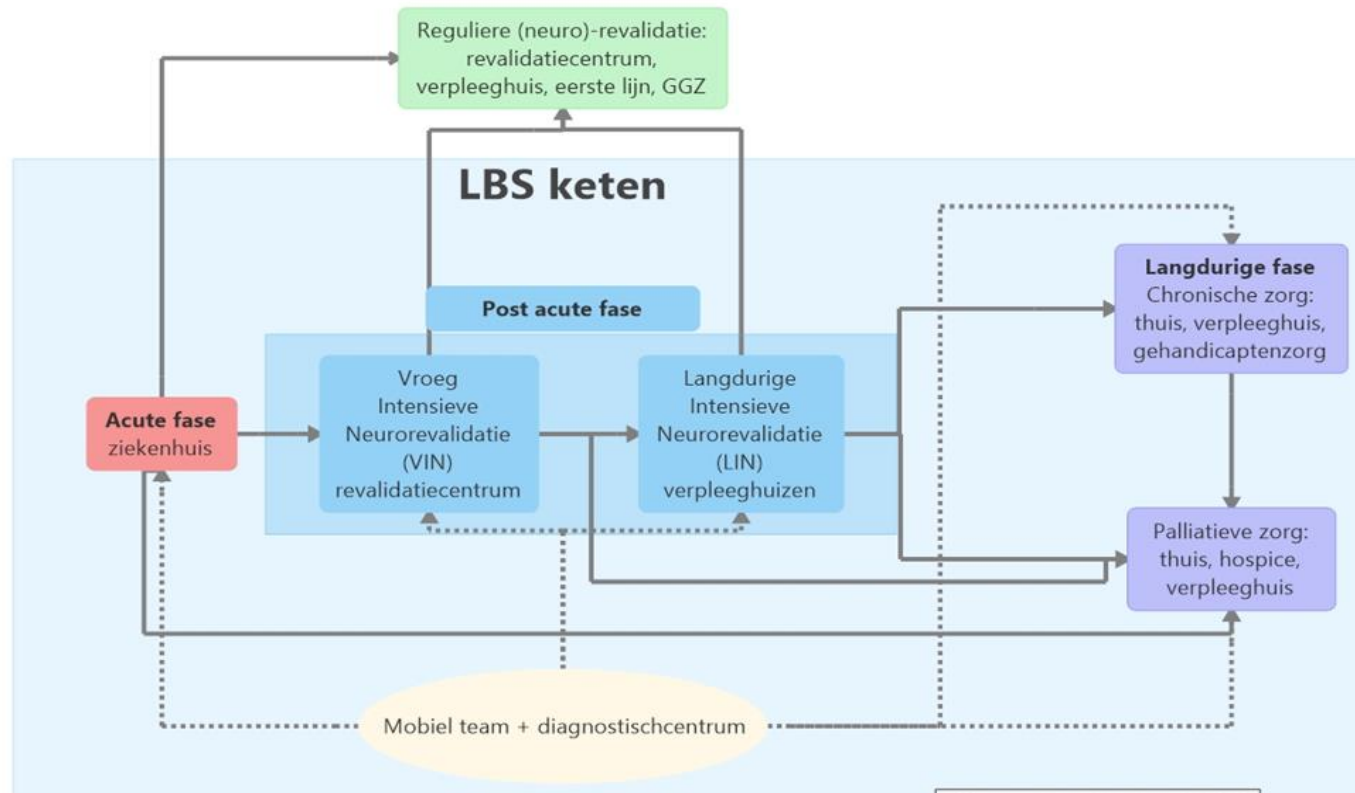 Reguliere (neuro)-revalidatie:
revalidatiecentrum,
verpleeghuis, eerste lijn, GGZ
LBS keten
Post acute fase
Acute fase
ziekenhuis
Vroeg
Intensieve
Neurorevalidatie
(VIN)
revalidatiecentrum
Langdurige
Intensieve
Neurorevalidatie
(LIN)
verpleeghuizen
Langdurige fase
Chronische zorg:
thuis, verpleeghuis,
gehandicaptenzorg
Palliatieve zorg:
thuis, hospice,
verpleeghuis
Mobiel team + diagnostischcentrum